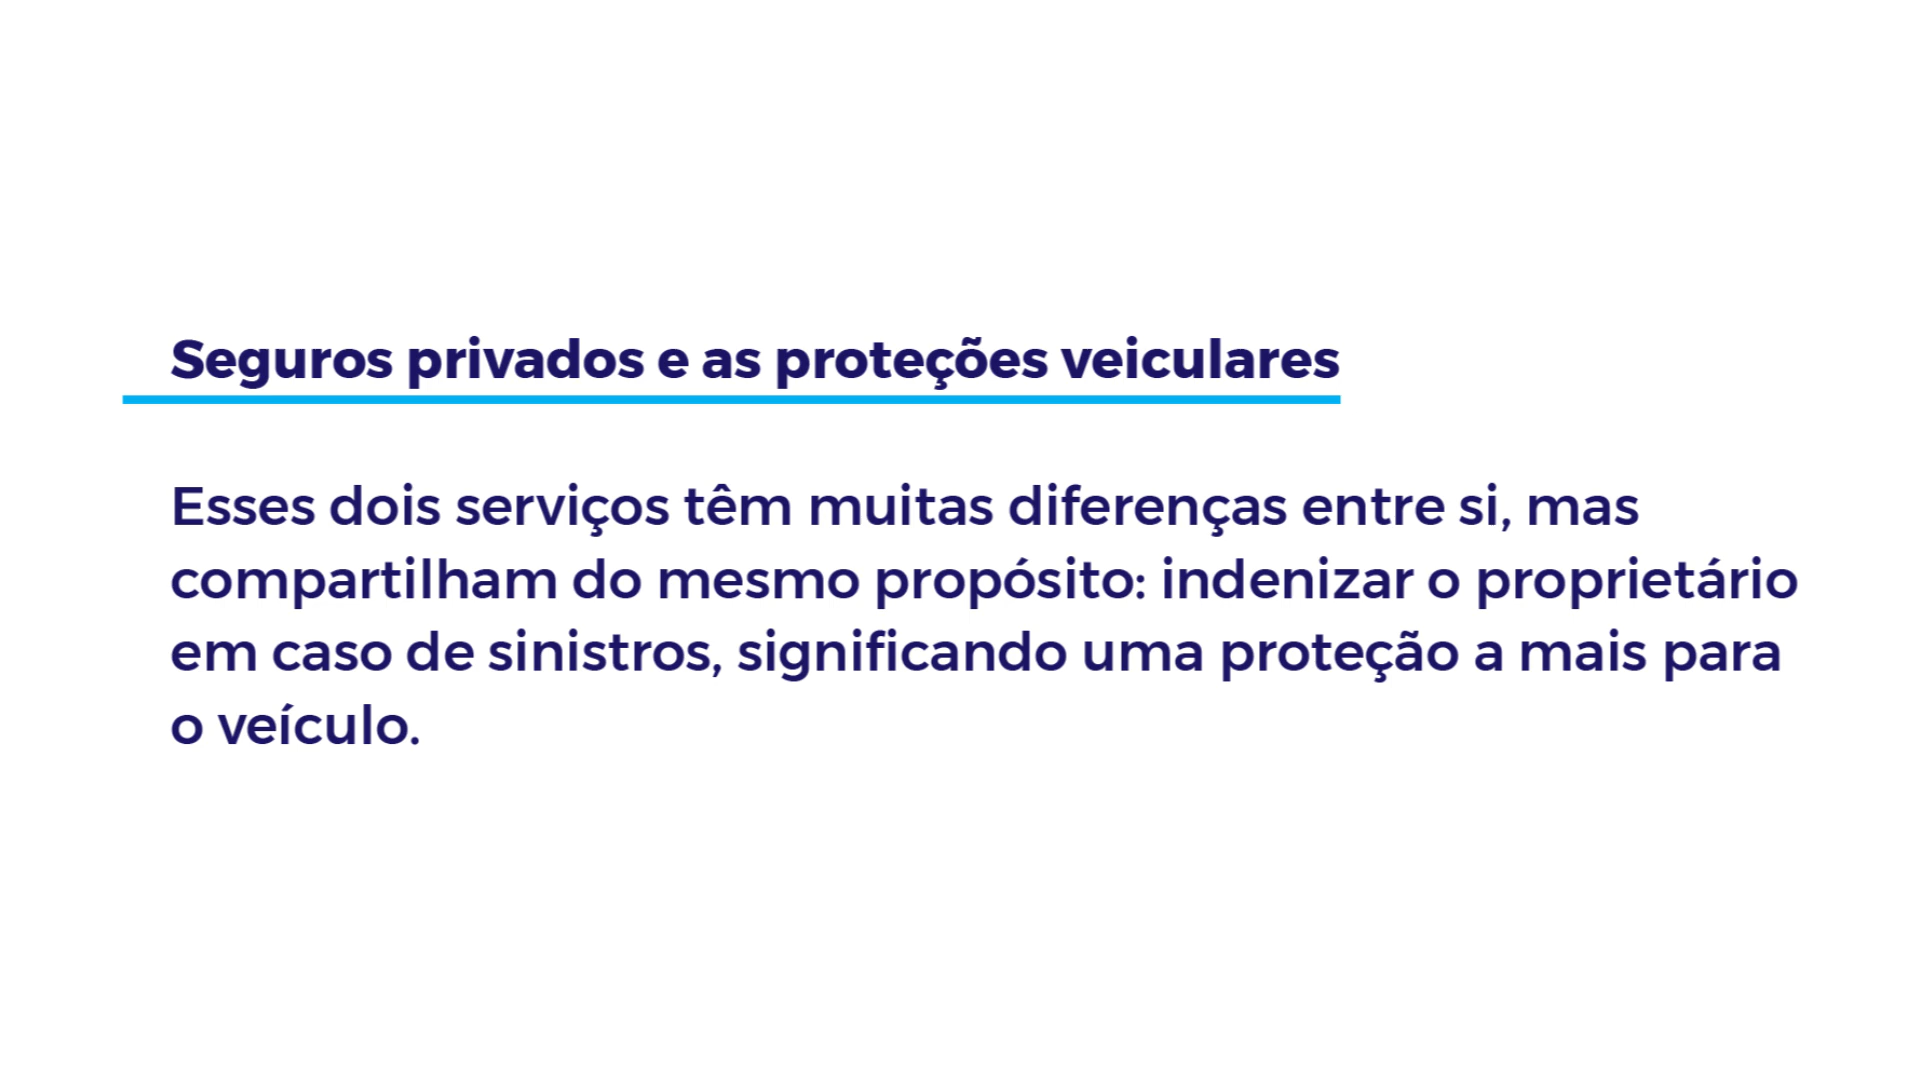 Seguros privados e as proteções veiculares
Esses dois serviços têm muitas diferenças entre si, mas
compartilham do mesmo propósito: indenizar o proprietário
em caso de sinistros, significando uma proteção a mais para
o veículo.